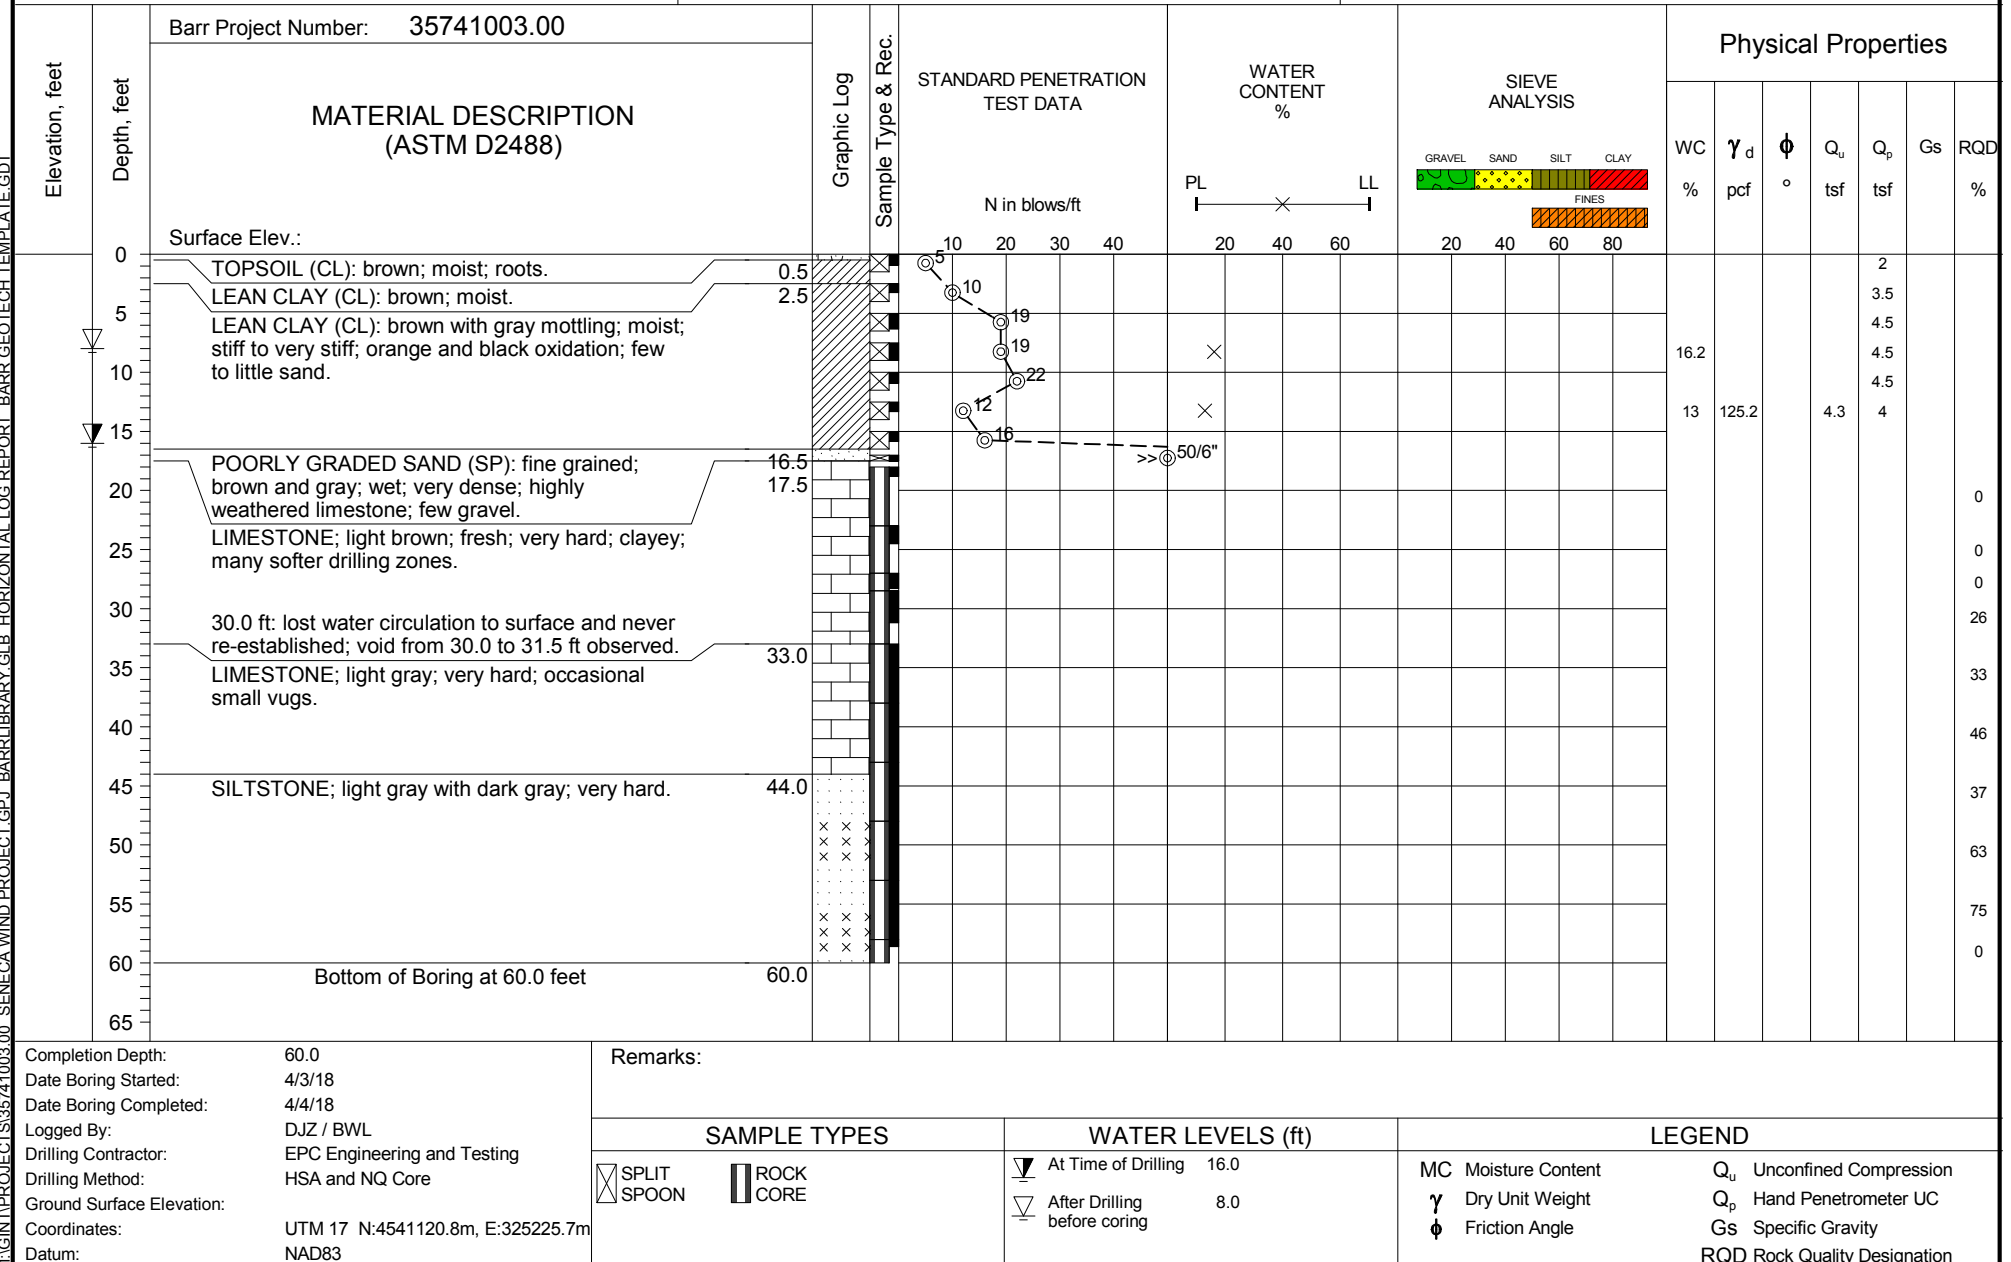 Barr Project Number: 35741003.00
Elevation, feet
Depth, feet
MATERIAL DESCRIPTION
(ASTM D2488)
Surface Elev.:
Graphic Log
Sample Type & Rec.
STANDARD PENETRATION
TEST DATA
N in blows/ft
10 20 30 40
WATER
CONTENT
%
PL LL
20 40 60
SIEVE
ANALYSIS
GRAVEL SAND SILT CLAY
FINES
20 40 60 80
Physical Properties
WC γd ϕ Qu Qp Gs RQD
% pcf ° tsf tsf %
0
5
10
15
20
25
30
35
40
45
50
55
60
65
TOPSOIL (CL): brown; moist; roots. 0.5
LEAN CLAY (CL): brown; moist. 2.5
LEAN CLAY (CL): brown with gray mottling; moist;
stiff to very stiff; orange and black oxidation; few
to little sand.
16.5
POORLY GRADED SAND (SP): fine grained;
brown and gray; wet; very dense; highly
weathered limestone; few gravel.
17.5
LIMESTONE; light brown; fresh; very hard; clayey;
many softer drilling zones.
30.0 ft: lost water circulation to surface and never
re-established; void from 30.0 to 31.5 ft observed.
33.0
LIMESTONE; light gray; very hard; occasional
small vugs.
SILTSTONE; light gray with dark gray; very hard. 44.0
Bottom of Boring at 60.0 feet 60.0
5
10
19
19
22
12
16
>> 50/6"
2
3.5
4.5
16.2 4.5
4.5
13 125.2 4.3 4
0
0
0
26
33
46
37
63
75
0
Completion Depth: 60.0
Date Boring Started: 4/3/18
Date Boring Completed: 4/4/18
Logged By: DJZ / BWL
Drilling Contractor: EPC Engineering and Testing
Drilling Method: HSA and NQ Core
Ground Surface Elevation:
Coordinates: UTM 17 N:4541120.8m, E:325225.7m
Datum: NAD83
Remarks:
SAMPLE TYPES
SPLIT
SPOON
ROCK
CORE
WATER LEVELS (ft)
At Time of Drilling 16.0
After Drilling 8.0
before coring
LEGEND
MC Moisture Content
γ Dry Unit Weight
ϕ Friction Angle
Qu Unconfined Compression
Qp Hand Penetrometer UC
Gs Specific Gravity
RQD Rock Quality Designation
SENECA WIND PROJECT.GPJ BARRLIBRARY.GLB HORIZONTAL LOG REPORT BARR GEOTECH TEMPLATE.GDT